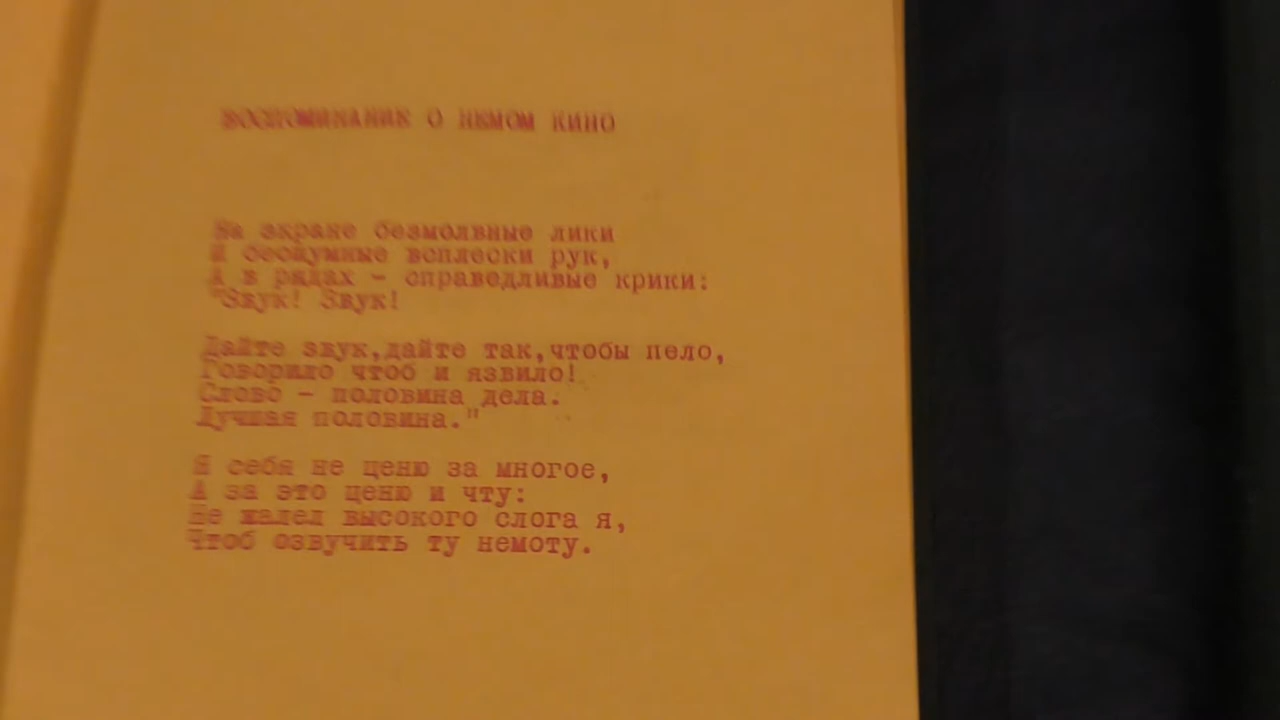 ВОСПОМИНАНИЕ О НЕМОМ КИНО
На экране безмолвные лики
И бесшумные всплески рук,
А в рядах - справедливые крики:
"Звук! Звук!
Дайте звук,дайте так,чтобы пело,
Говорило чтоб и язвило!
Слово - половина дела.
Лучшая половина."
Я себя не ценю за многое,
А за это ценю и чту:
Не жалел высокого слога я,
Чтоб озвучить ту немоту.